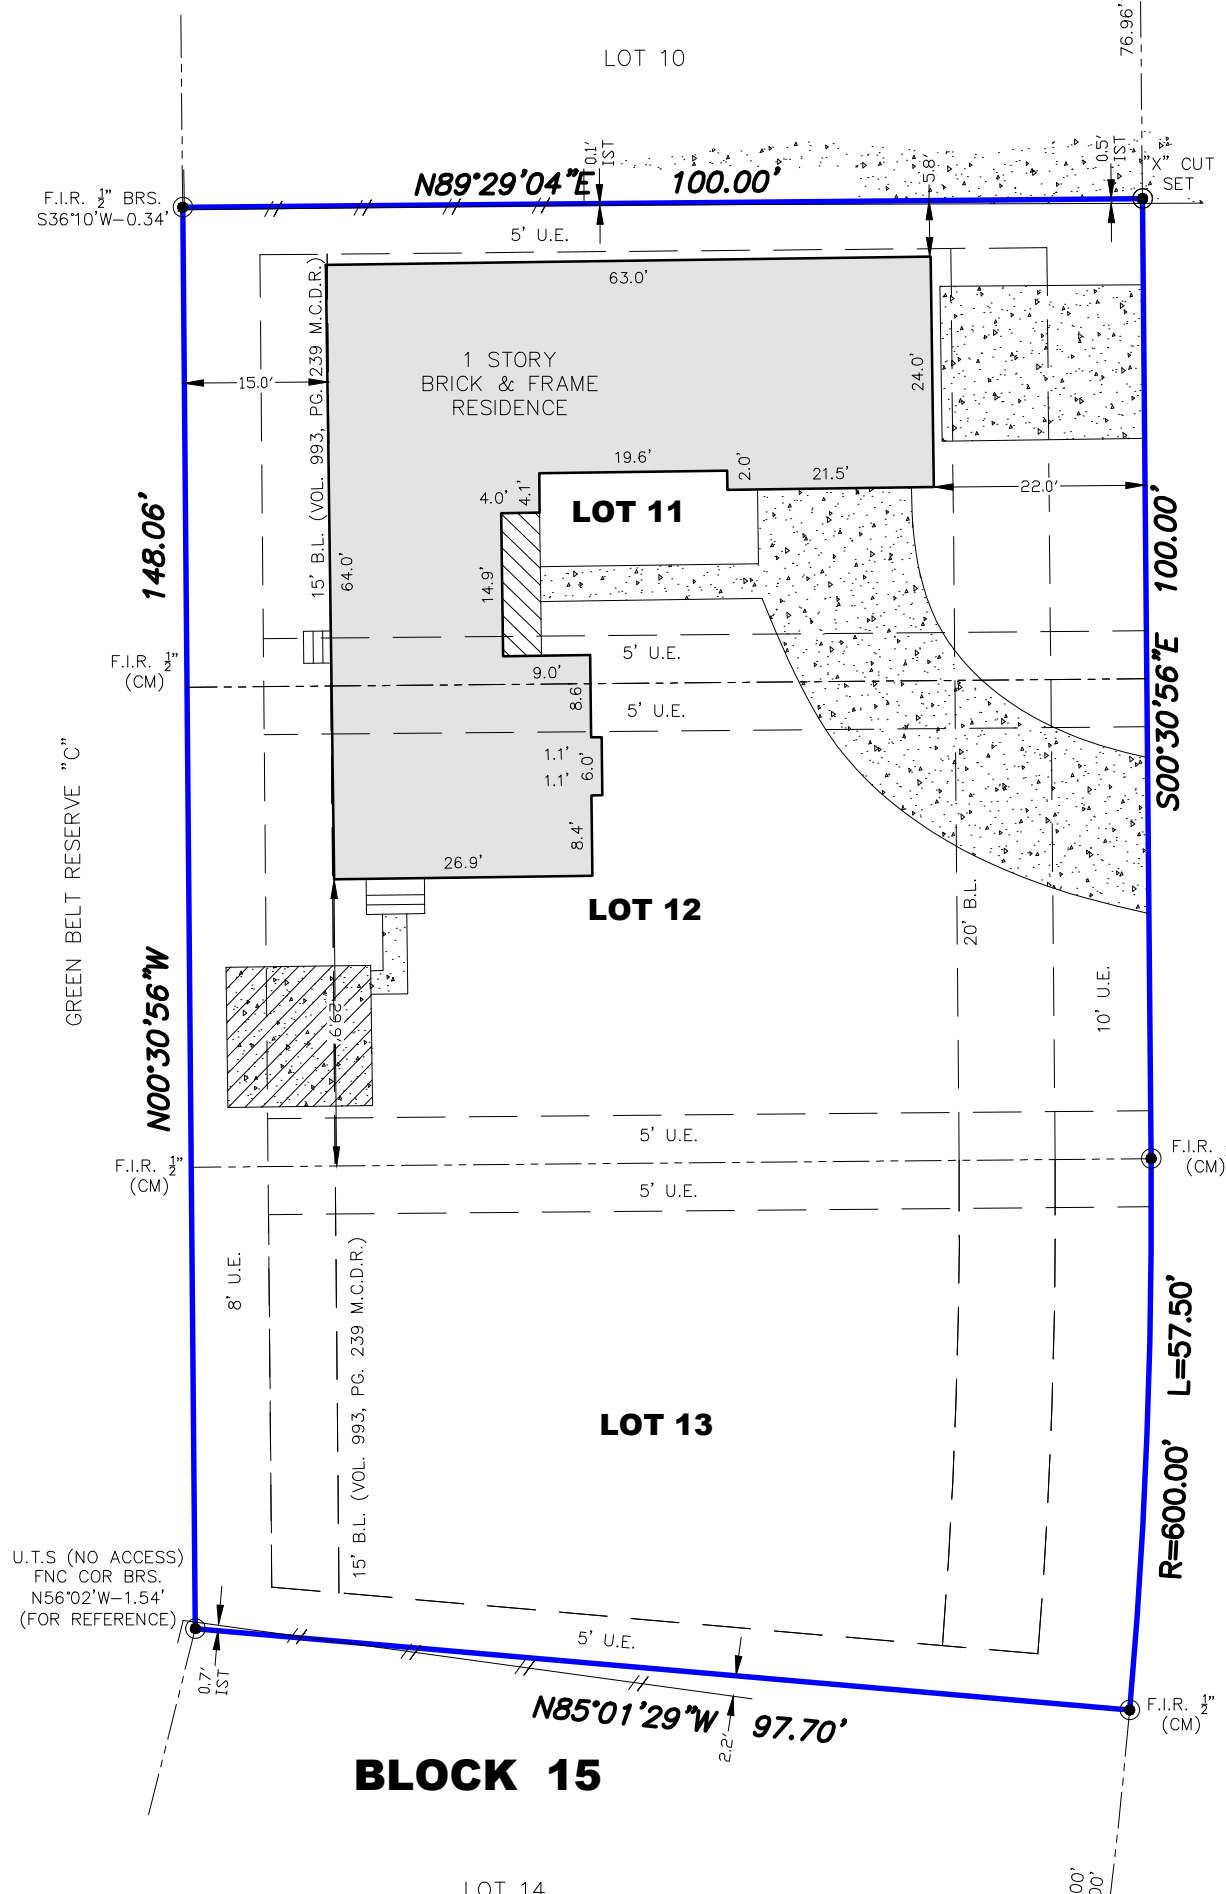 76.96'
LOT 10
0.1'
IST
0.5'
IST
"X" CUT
SET
5.8'
F.I.R. ½" BRS.
S36°10'W-0.34'
N89°29'04"E 100.00'
5' U.E.
63.0'
15' B.L. (VOL. 993, PG. 239 M.C.D.R.)
1 STORY
BRICK & FRAME
RESIDENCE
15.0'
24.0'
19.6'
2.0'
21.5'
22.0'
4.0'
4.1'
LOT 11
148.06'
100.00'
64.0'
14.9'
F.I.R. ½"
(CM)
5' U.E.
9.0'
8.6'
5' U.E.
S00°30'56"E
1.1'
1.1'
6.0'
8.4'
26.9'
GREEN BELT RESERVE "C"
LOT 12
20' B.L.
10' U.E.
N00°30'56"W
29.9'
5' U.E.
F.I.R. ½"
(CM)
F.I.R.
(CM)
5' U.E.
8' U.E.
15' B.L. (VOL. 993, PG. 239 M.C.D.R.)
L=57.50'
LOT 13
R=600.00'
U.T.S (NO ACCESS)
FNC COR BRS.
N56°02'W-1.54'
(FOR REFERENCE)
5' U.E.
0.7'
IST
N85°01'29"W 97.70'
2.2'
F.I.R. ½"
(CM)
BLOCK 15
LOT 14
00'
00'